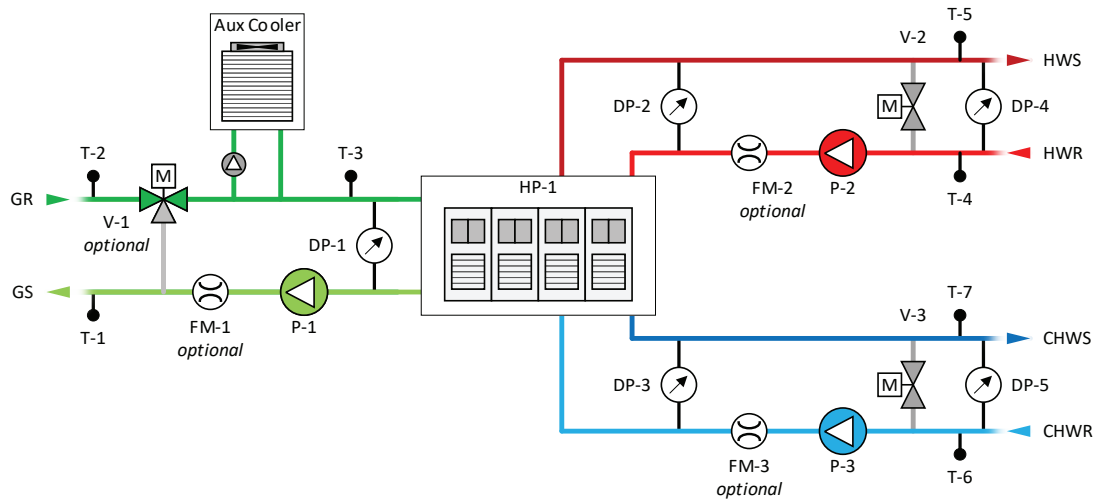 Aux Cooler
T-5
V-2
HWS
M
DP-2
DP-4
T-2
T-3
M
HWR
GR
HP-1
FM-2
optional
P-2
T-4
V-1
optional
DP-1
GS
T-7
FM-1
optional
P-1
V-3
T-1
CHWS
DP-3
M
DP-5
CHWR
FM-3
optional
P-3
T-6